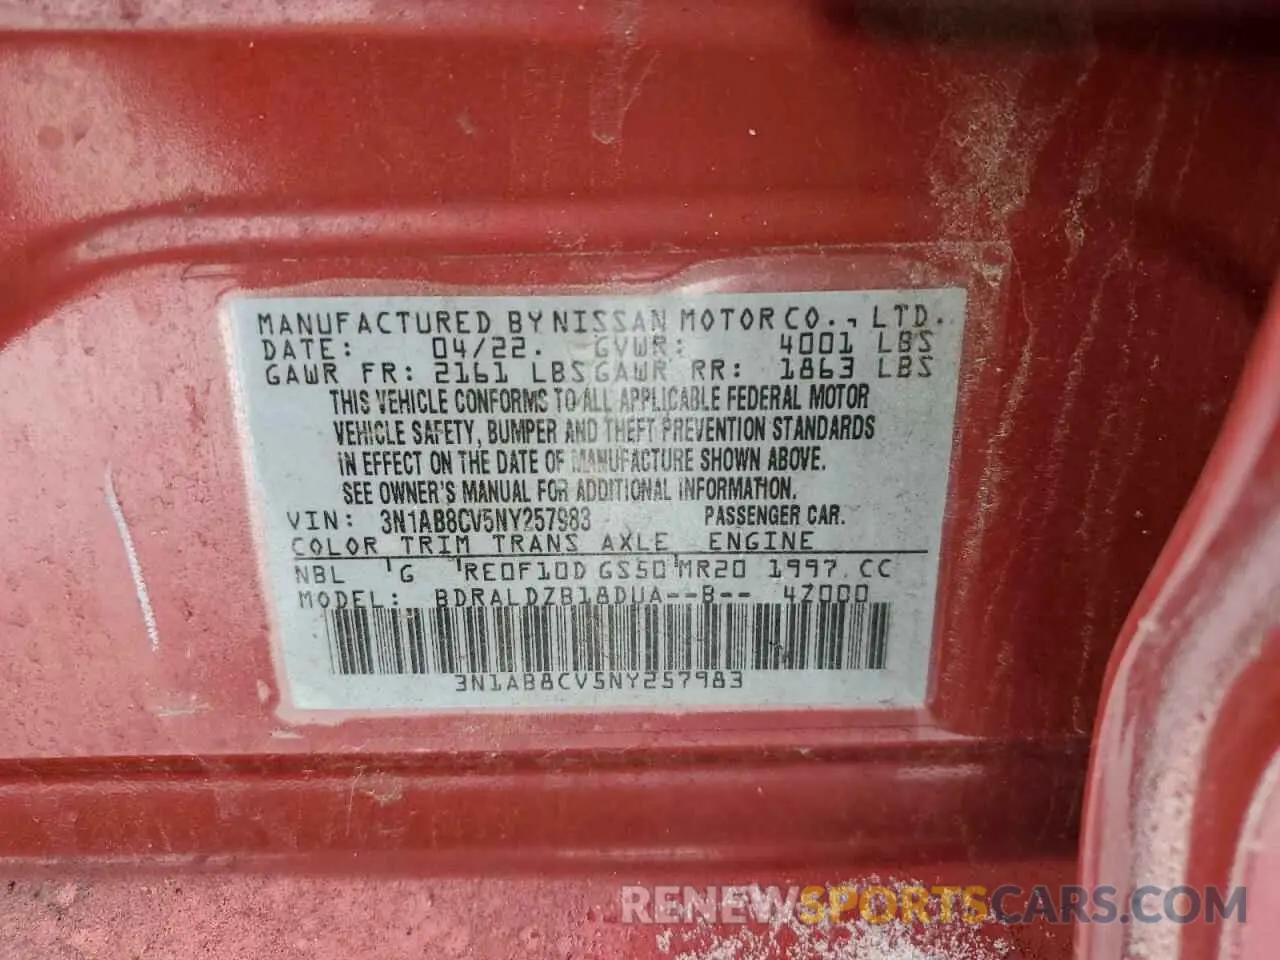 MANUFACTURED BY NISSAN MOTOR CO., LTD.
DATE: 04/22. GVWR: 4001 LBS
GAWR FR: 2161 LBS GAWR RR: 1863 LBS
THIS VEHICLE CONFORMS TO ALL APPLICABLE FEDERAL MOTOR
VEHICLE SAFETY, BUMPER AND THEFT PREVENTION STANDARDS
IN EFFECT ON THE DATE OF MANUFACTURE SHOWN ABOVE.
SEE OWNER'S MANUAL FOR ADDITIONAL INFORMATION.
VIN: 3N1AB8CV5NY257983 PASSENGER CAR.
COLOR TRIM TRANS AXLE ENGINE
NBL G RE0F10D GS50 MR20 1997 CC
MODEL: BDRALDZB18DUA--B-- 4Z000
3N1AB8CV5NY257983
RENEWSPORTSCARS.COM